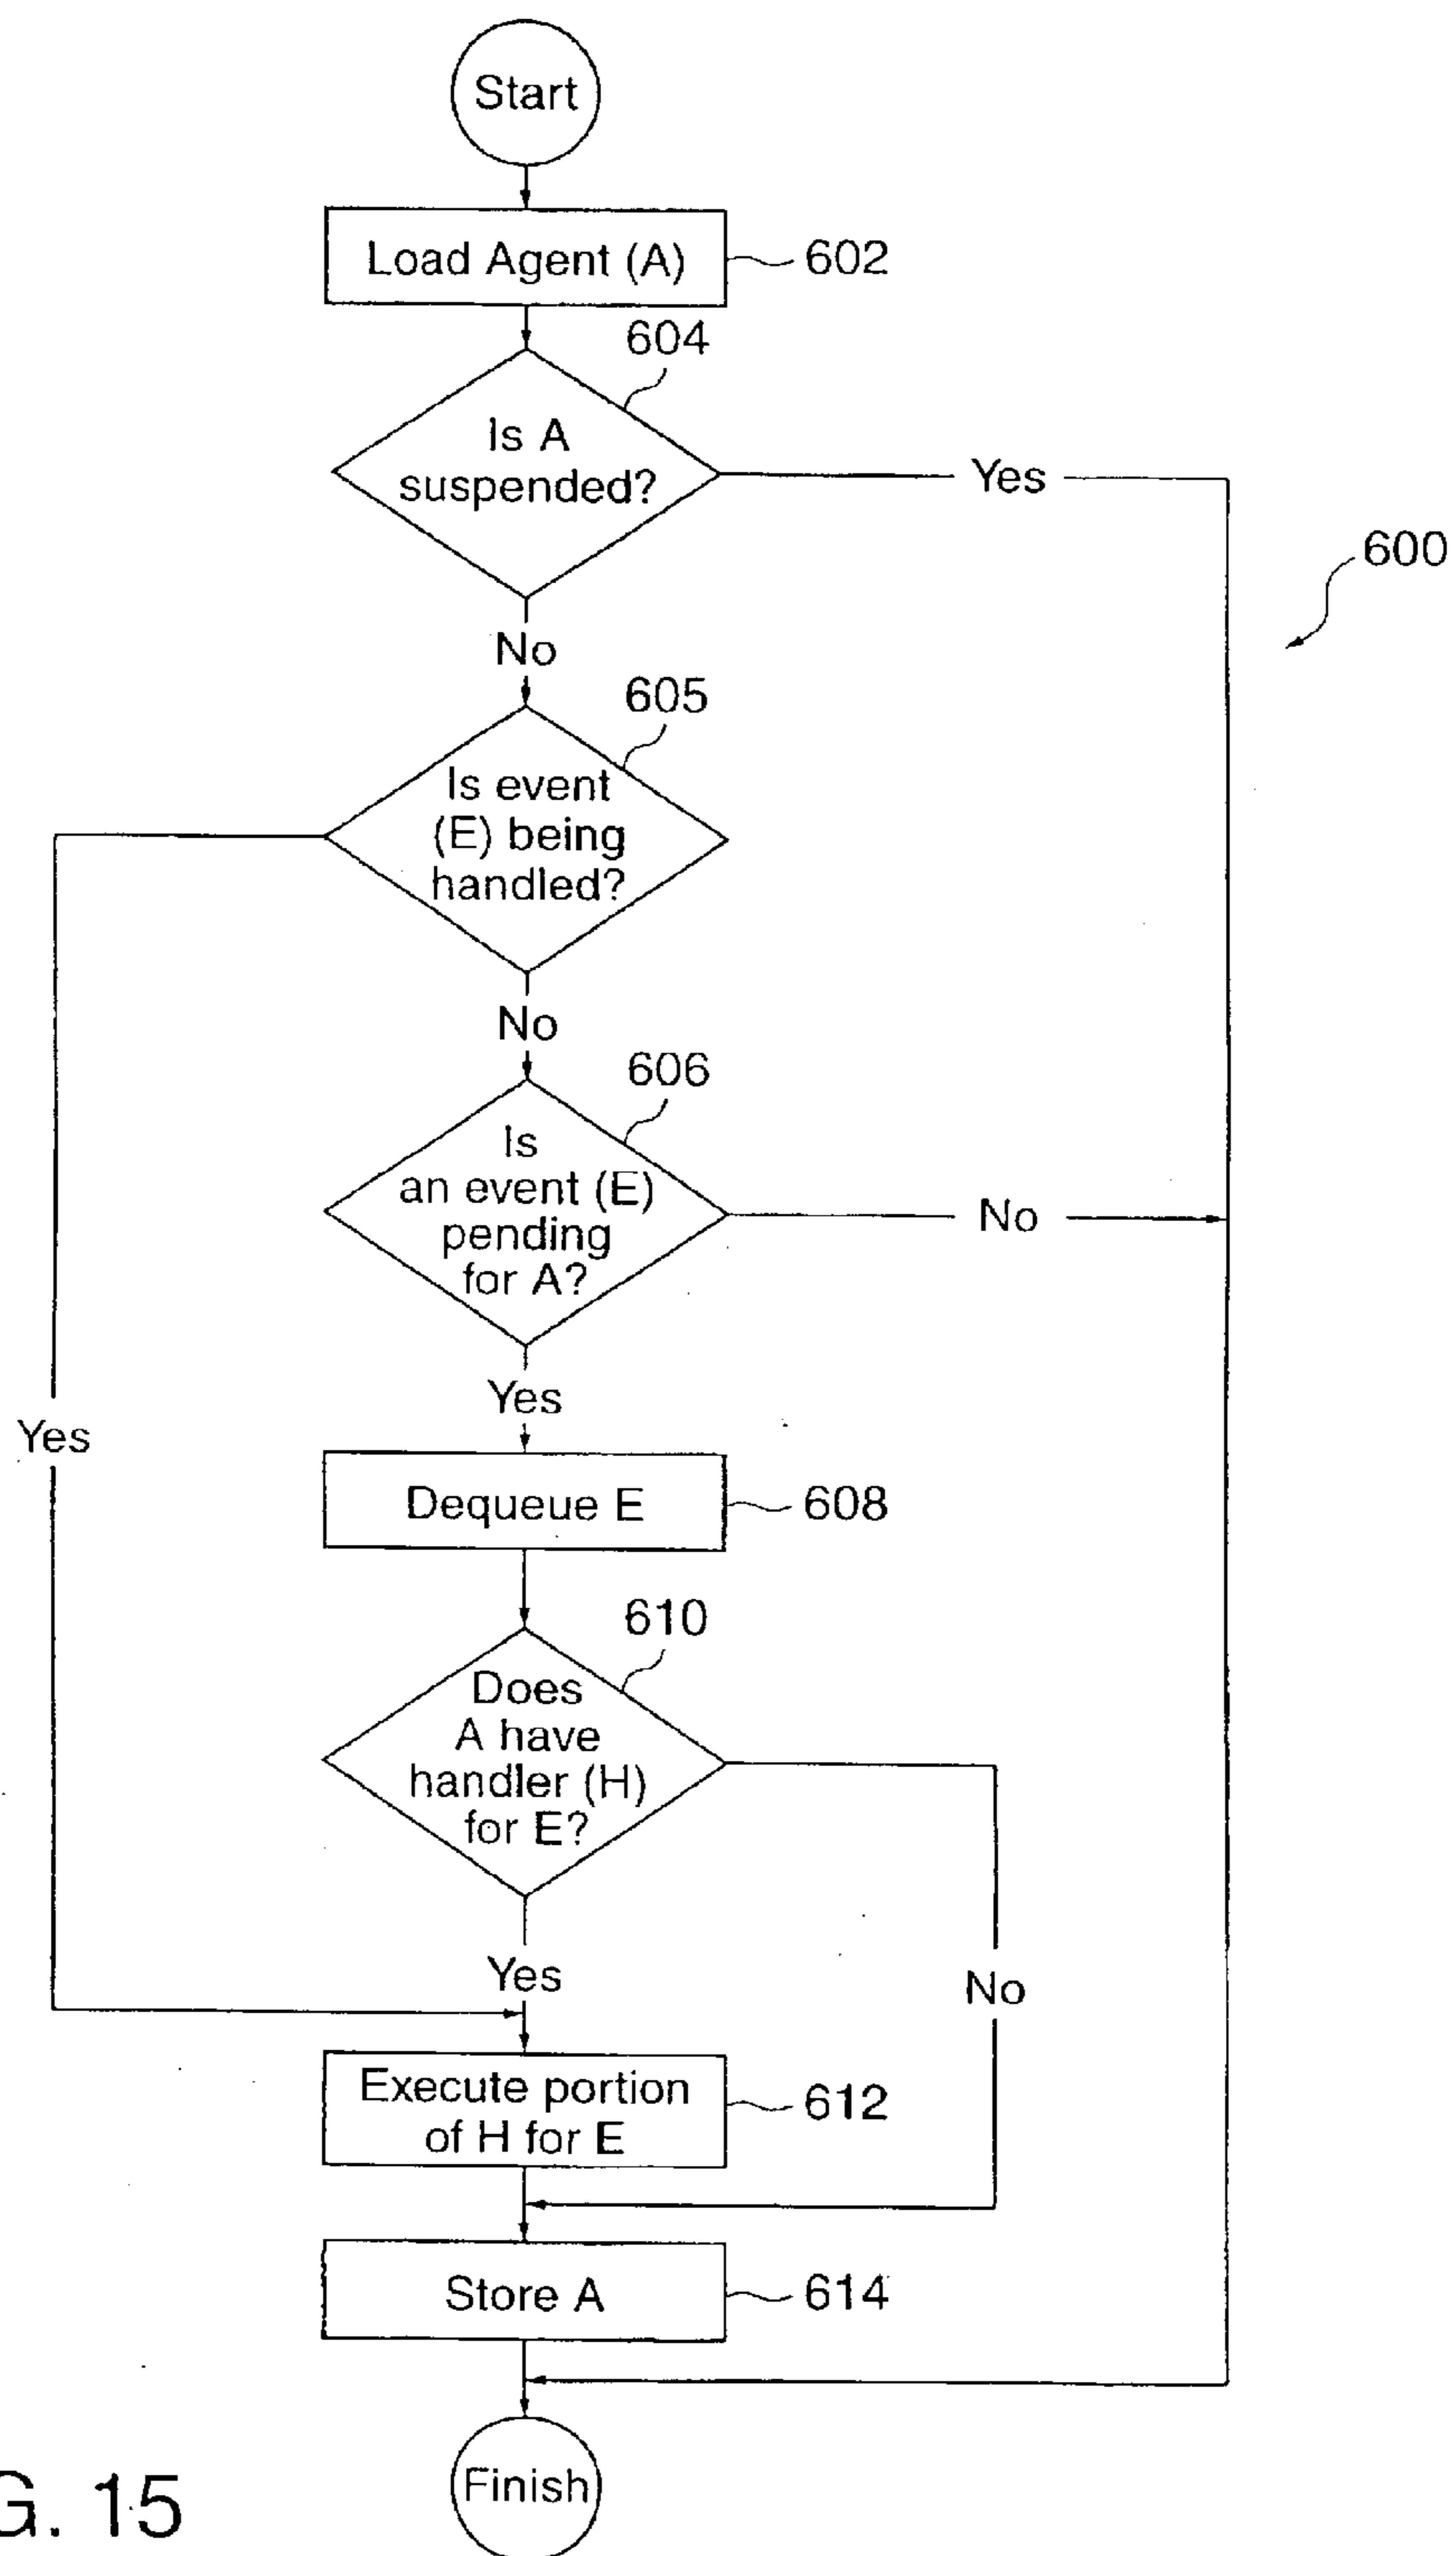 Start
Load Agent (A)
602
604
Is A
suspended?
Yes
600
No
605
Is event
(E) being
handled?
No
606
Is
an event (E)
pending
for A?
No
Yes
Yes
Dequeue E
608
610
Does
A have
handler (H)
for E?
Yes
No
Execute portion
of H for E
612
Store A
614
Finish
G. 15